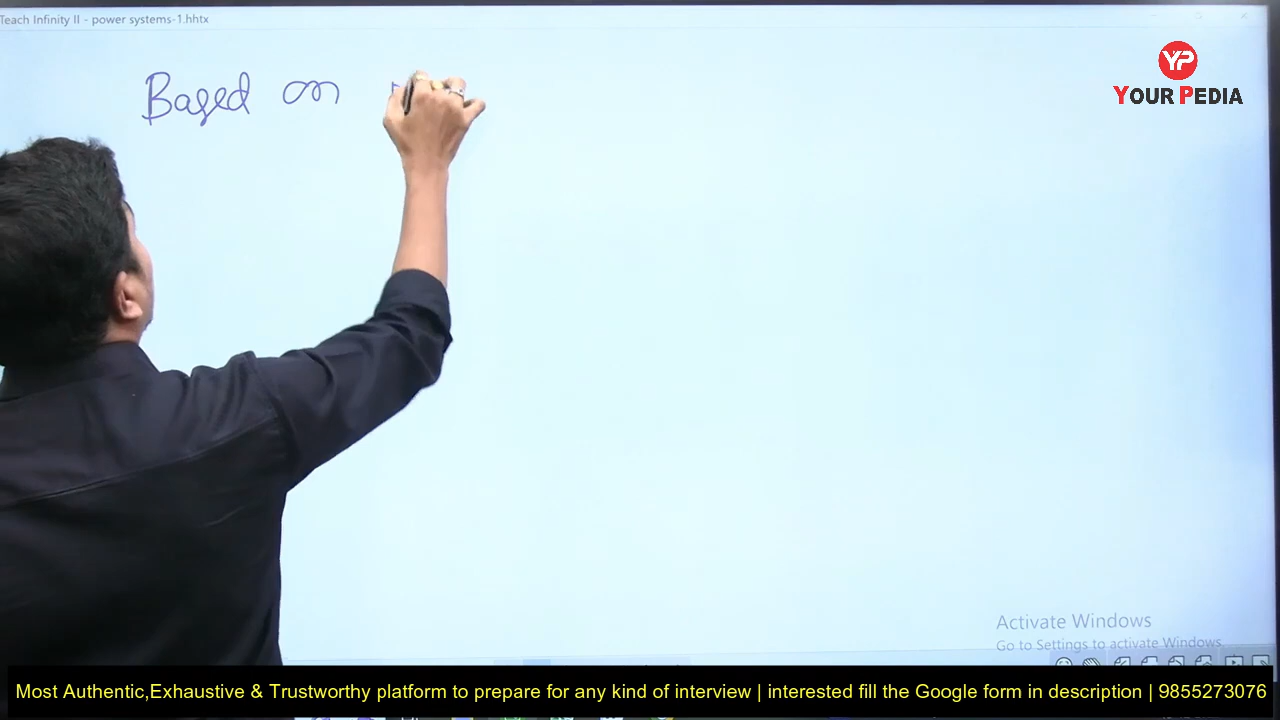 Teach Infinity II - power systems-1.hhtx
YP
YOUR PEDIA
Based on
Activate Windows
Go to Settings to activate Windows.
Most Authentic,Exhaustive & Trustworthy platform to prepare for any kind of interview | interested fill the Google form in description | 9855273076